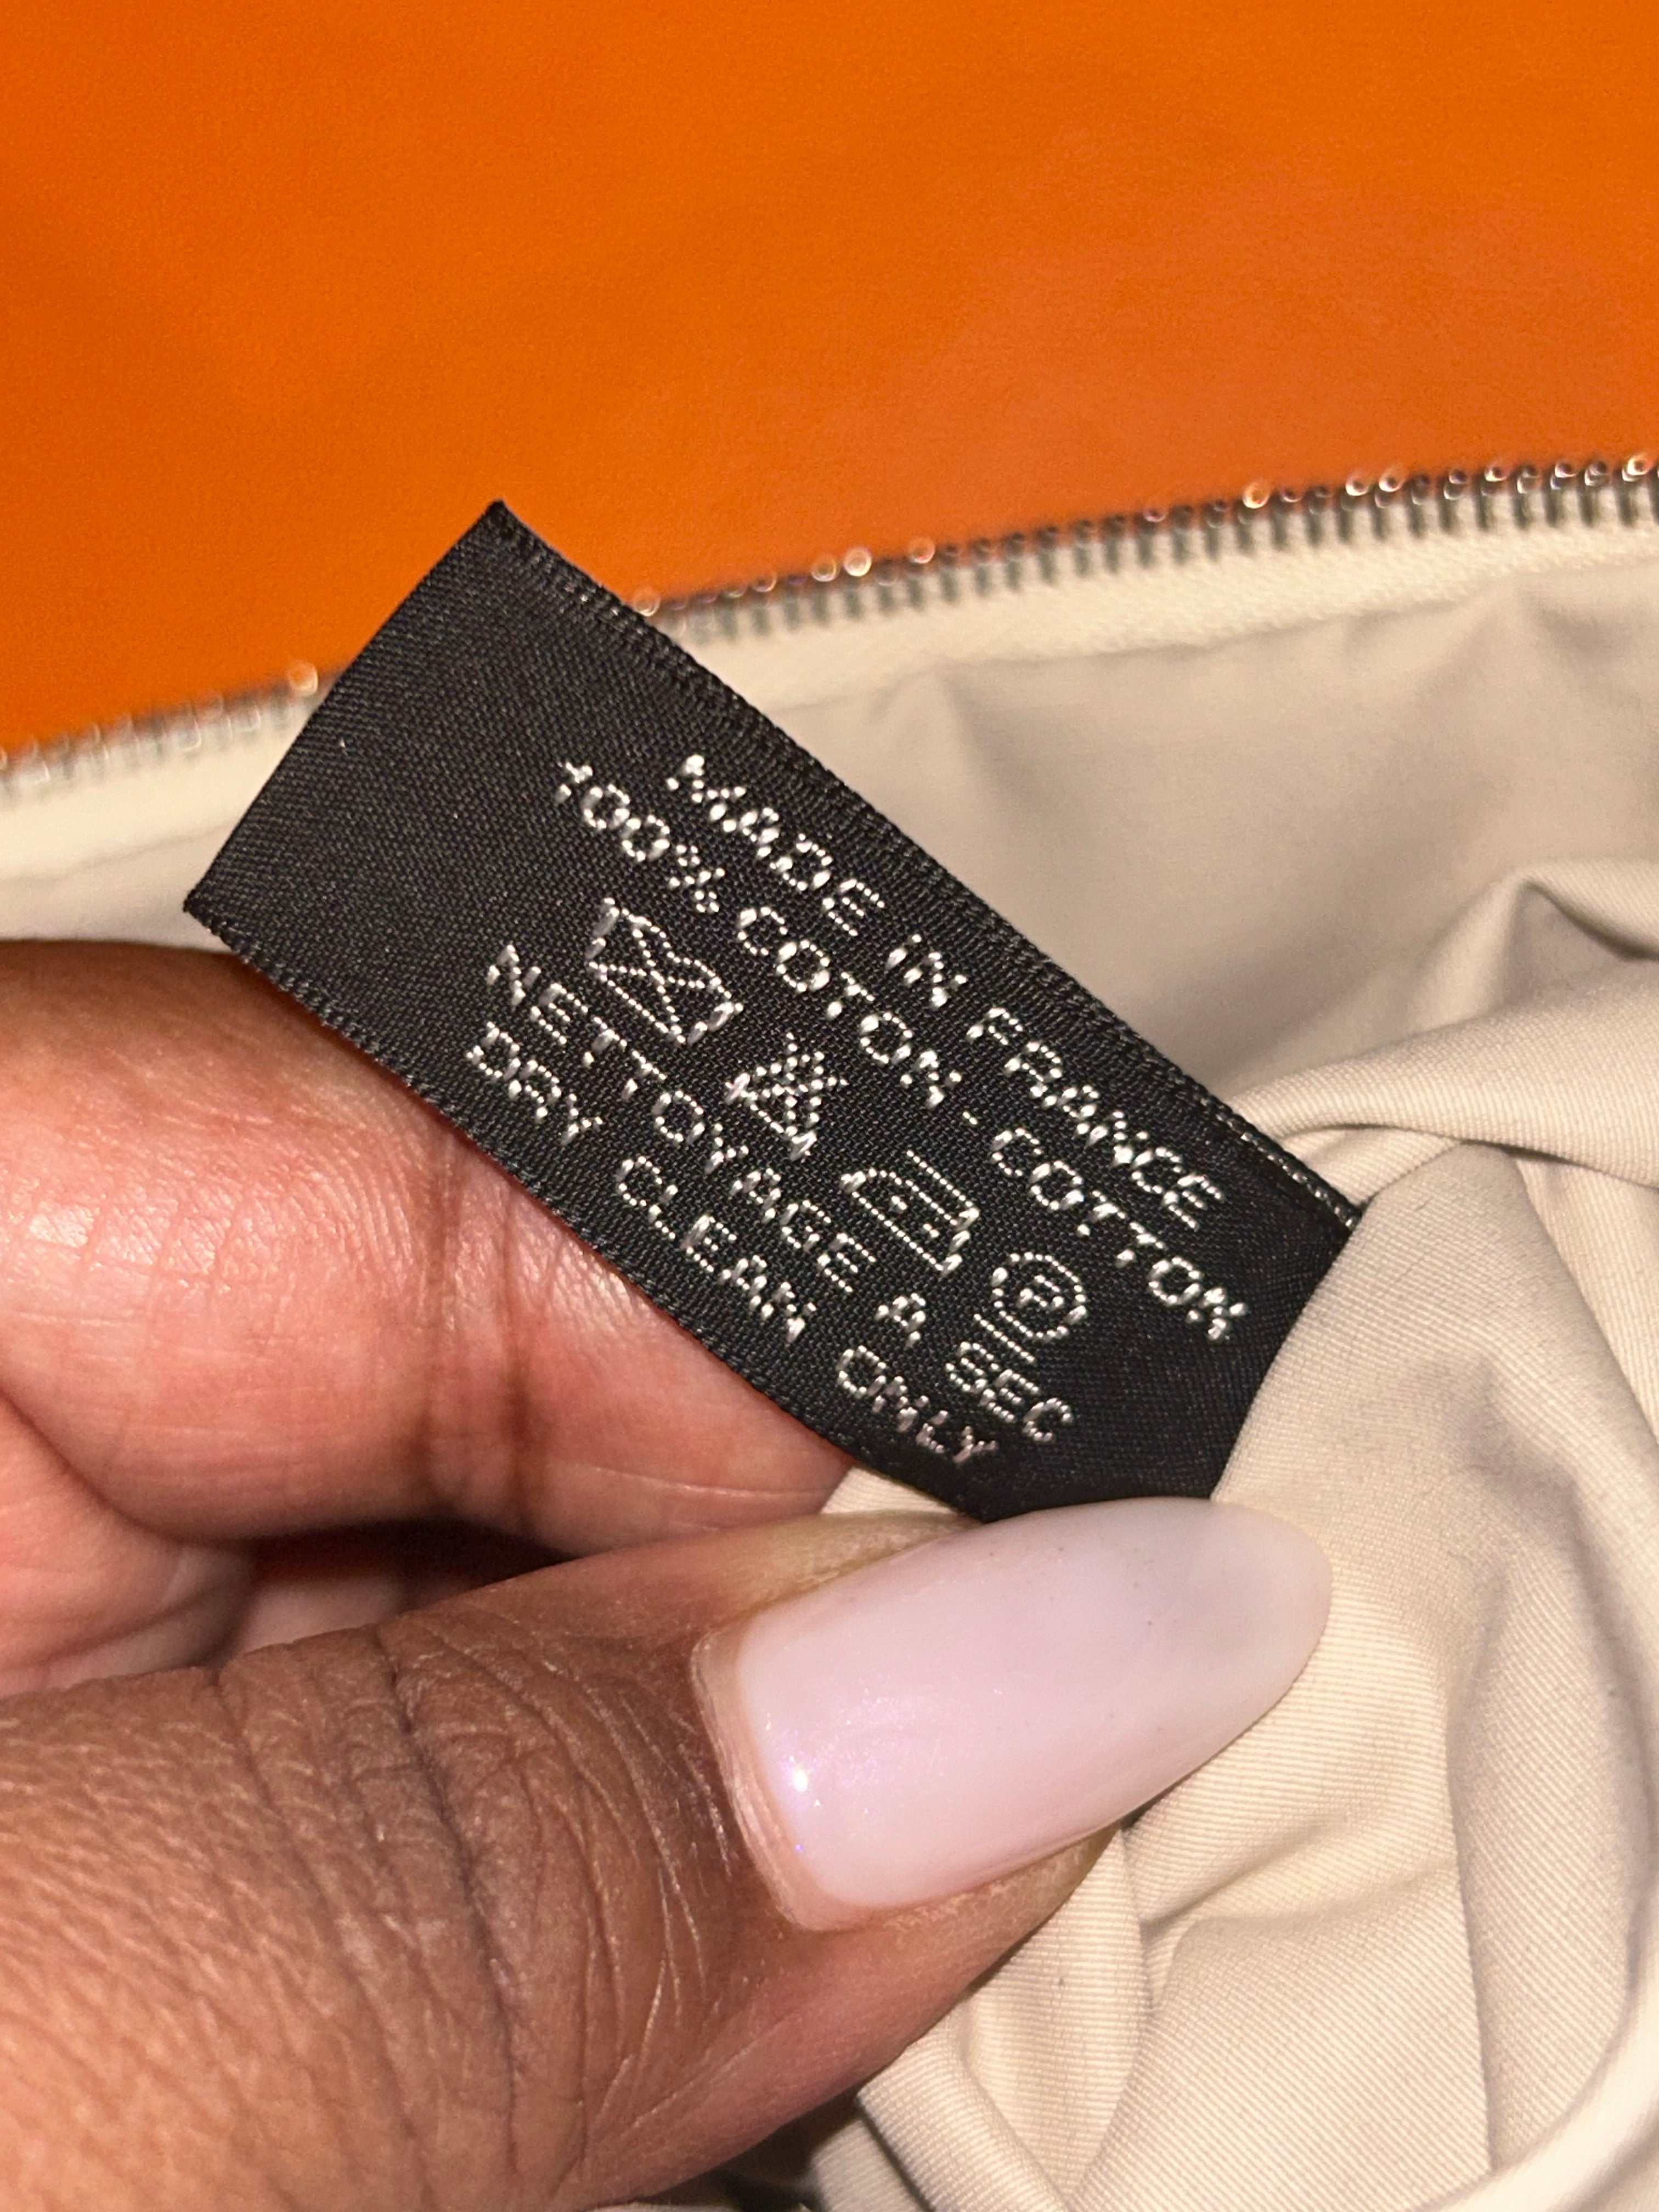 MADE IN FRANCE
100% COTON - COTTON
P
NETTOYAGE A SEC
DRY CLEAN ONLY